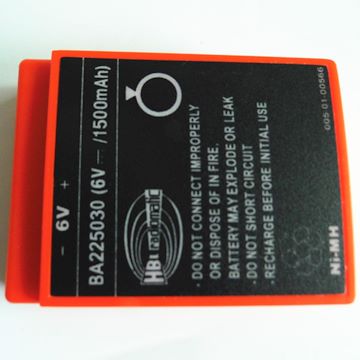 - 6V +
BA225030 (6V ⎓ /1500mAh)
HBC radiomatic
- DO NOT CONNECT IMPROPERLY
OR DISPOSE OF IN FIRE.
BATTERY MAY EXPLODE OR LEAK
- DO NOT SHORT CIRCUIT
- RECHARGE BEFORE INITIAL USE
Ni-MH
005-01-00566